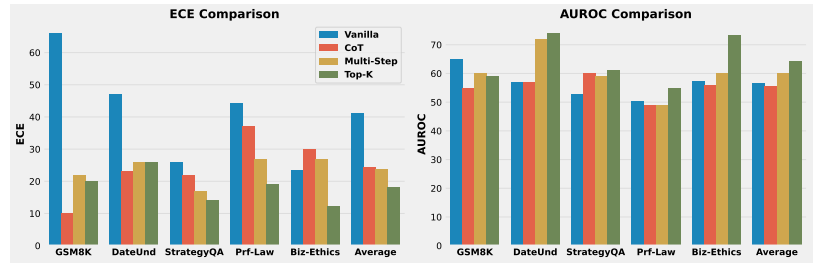 ECE Comparison
Vanilla
CoT
Multi-Step
Top-K
ECE
60
50
40
30
20
10
0
GSM8K DateUnd StrategyQA Prf-Law Biz-Ethics Average
AUROC Comparison
AUROC
70
60
50
40
30
20
10
0
GSM8K DateUnd StrategyQA Prf-Law Biz-Ethics Average